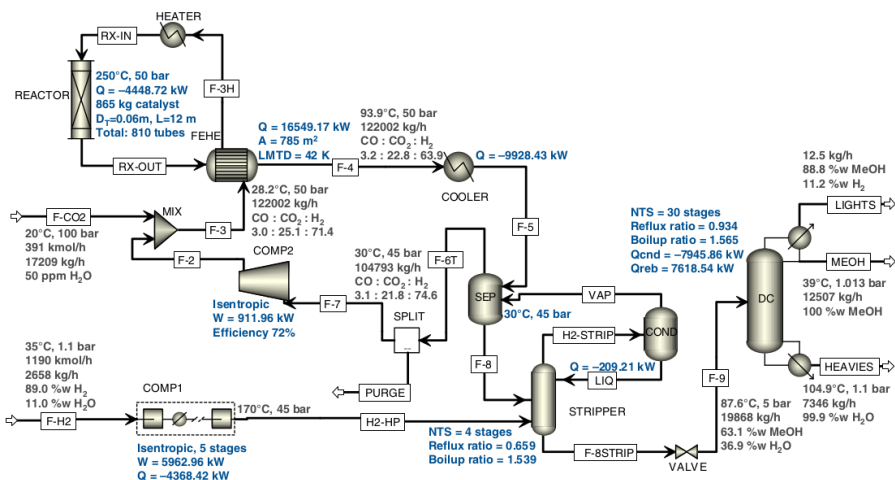 HEATER
RX-IN
REACTOR
250°C, 50 bar
Q = –4448.72 kW
865 kg catalyst
D_T=0.06m, L=12 m
Total: 810 tubes
F-3H
FEHE
RX-OUT
Q = 16549.17 kW
A = 785 m²
LMTD = 42 K
F-4
93.9°C, 50 bar
122002 kg/h
CO : CO₂ : H₂
3.2 : 22.8 : 63.9
Q = –9928.43 kW
COOLER
F-5
28.2°C, 50 bar
122002 kg/h
CO : CO₂ : H₂
3.0 : 25.1 : 71.4
F-CO2
20°C, 100 bar
391 kmol/h
17209 kg/h
50 ppm H₂O
MIX
F-3
F-2
COMP2
Isentropic
W = 911.96 kW
Efficiency 72%
F-7
30°C, 45 bar
104793 kg/h
CO : CO₂ : H₂
3.1 : 21.8 : 74.6
F-6T
SPLIT
PURGE
SEP
30°C, 45 bar
VAP
COND
H2-STRIP
Q = –209.21 kW
LIQ
F-8
STRIPPER
NTS = 4 stages
Reflux ratio = 0.659
Boilup ratio = 1.539
F-8STRIP
VALVE
35°C, 1.1 bar
1190 kmol/h
2658 kg/h
89.0 %w H₂
11.0 %w H₂O
F-H2
COMP1
170°C, 45 bar
H2-HP
Isentropic, 5 stages
W = 5962.96 kW
Q = –4368.42 kW
NTS = 30 stages
Reflux ratio = 0.934
Boilup ratio = 1.565
Qcnd = –7945.86 kW
Qreb = 7618.54 kW
F-9
87.6°C, 5 bar
19868 kg/h
63.1 %w MeOH
36.9 %w H₂O
DC
12.5 kg/h
88.8 %w MeOH
11.2 %w H₂
LIGHTS
MEOH
39°C, 1.013 bar
12507 kg/h
100 %w MeOH
HEAVIES
104.9°C, 1.1 bar
7346 kg/h
99.9 %w H₂O